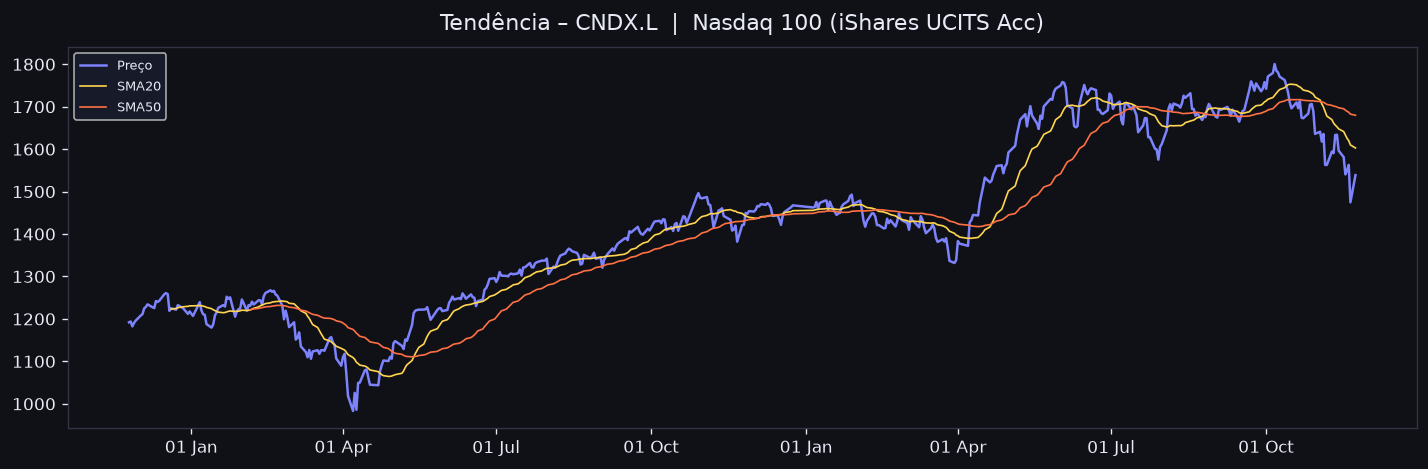 Tendência – CNDX.L | Nasdaq 100 (iShares UCITS Acc)
Preço
SMA20
SMA50
1800
1700
1600
1500
1400
1300
1200
1100
1000
01 Jan
01 Apr
01 Jul
01 Oct
01 Jan
01 Apr
01 Jul
01 Oct